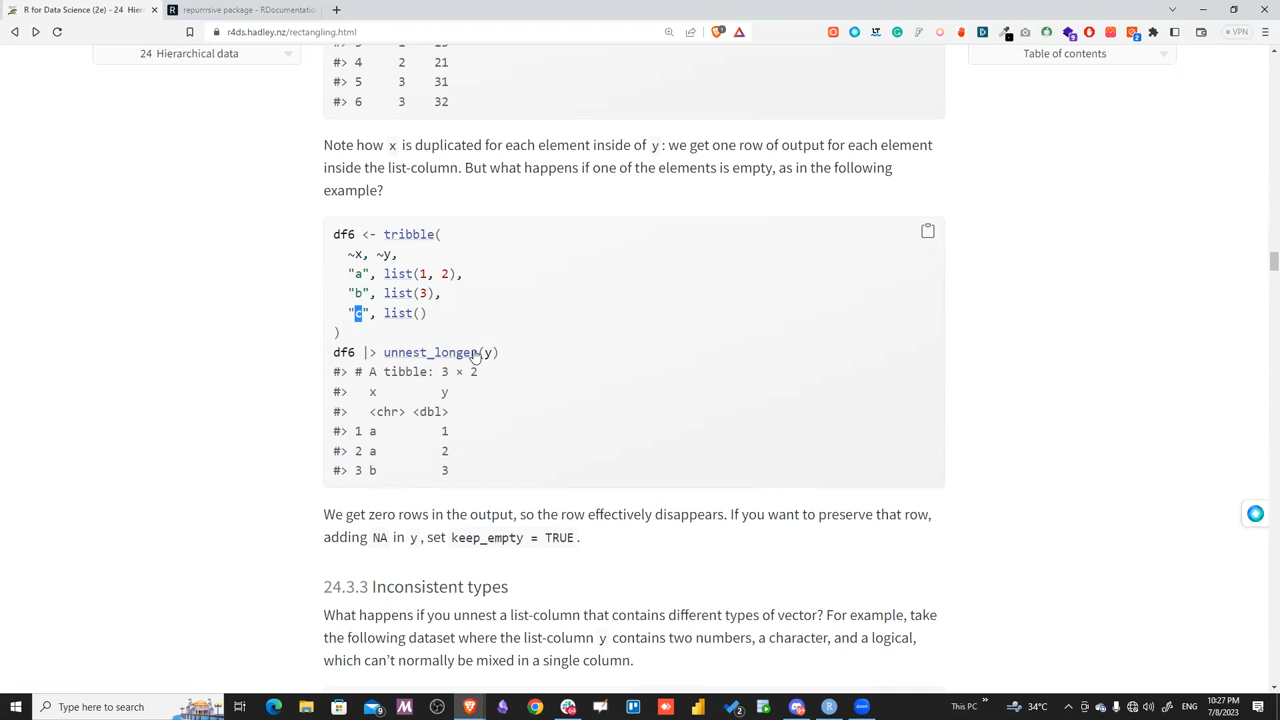 R for Data Science (2e) - 24 Hierar
repurrrsive package - RDocumentatio
r4ds.hadley.nz/rectangling.html
VPN
24 Hierarchical data
Table of contents
#> 4 2 21
#> 5 3 31
#> 6 3 32
Note how x is duplicated for each element inside of y: we get one row of output for each element
inside the list-column. But what happens if one of the elements is empty, as in the following
example?
df6 <- tribble(
~x, ~y,
"a", list(1, 2),
"b", list(3),
"c", list()
)
df6 |> unnest_longer(y)
#> # A tibble: 3 × 2
#> x y
#> <chr> <dbl>
#> 1 a 1
#> 2 a 2
#> 3 b 3
We get zero rows in the output, so the row effectively disappears. If you want to preserve that row,
adding NA in y, set keep_empty = TRUE.
24.3.3 Inconsistent types
What happens if you unnest a list-column that contains different types of vector? For example, take
the following dataset where the list-column y contains two numbers, a character, and a logical,
which can't normally be mixed in a single column.
Type here to search
This PC
34°C
10:27 PM
7/8/2023